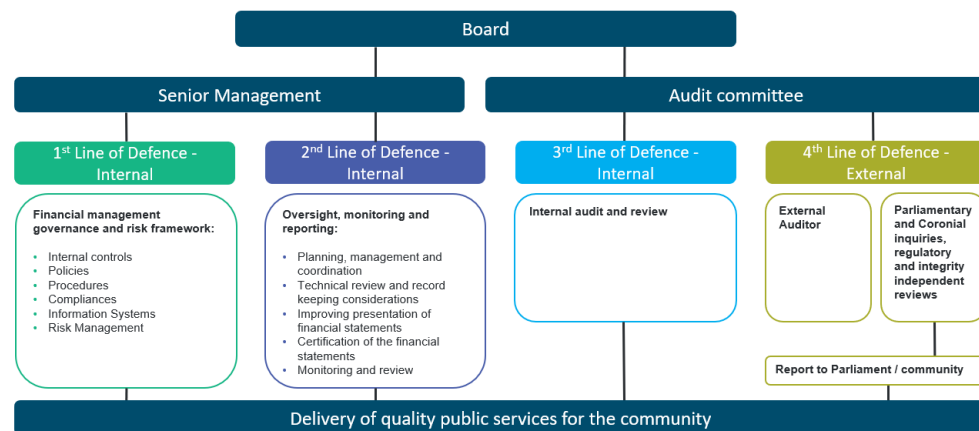 Board
Senior Management
Audit committee
1st Line of Defence -
Internal
2nd Line of Defence -
Internal
3rd Line of Defence -
Internal
4th Line of Defence -
External
Financial management
governance and risk framework:
• Internal controls
• Policies
• Procedures
• Compliances
• Information Systems
• Risk Management
Oversight, monitoring and
reporting:
• Planning, management and
coordination
• Technical review and record
keeping considerations
• Improving presentation of
financial statements
• Certification of the financial
statements
• Monitoring and review
Internal audit and review
External
Auditor
Parliamentary
and Coronial
inquiries,
regulatory
and integrity
independent
reviews
Report to Parliament / community
Delivery of quality public services for the community